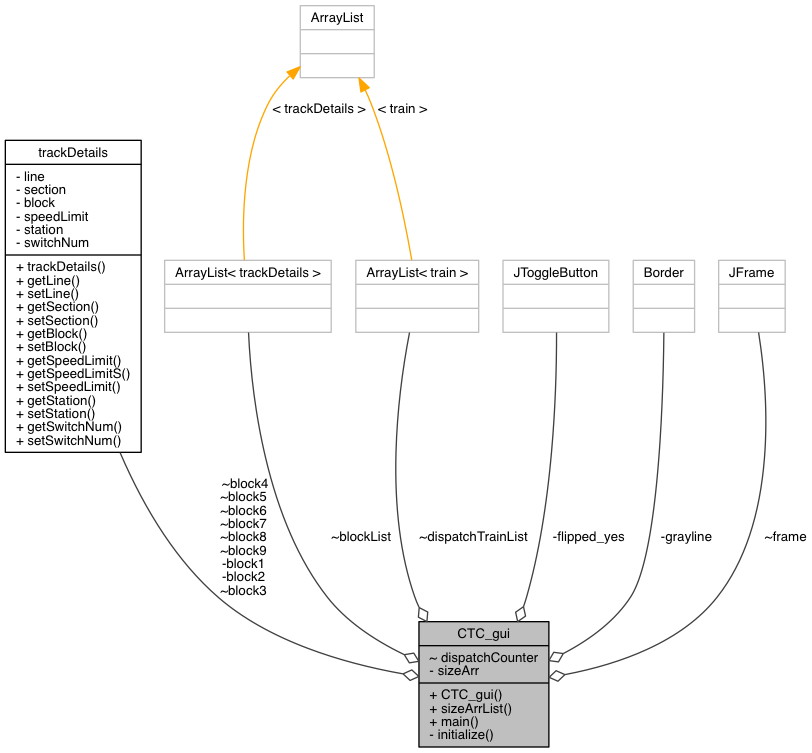 ArrayList
< trackDetails >
< train >
trackDetails
- line
- section
- block
- speedLimit
- station
- switchNum
+ trackDetails()
+ getLine()
+ setLine()
+ getSection()
+ setSection()
+ getBlock()
+ setBlock()
+ getSpeedLimit()
+ getSpeedLimitS()
+ setSpeedLimit()
+ getStation()
+ setStation()
+ getSwitchNum()
+ setSwitchNum()
ArrayList< trackDetails >
ArrayList< train >
JToggleButton
Border
JFrame
~block4
~block5
~block6
~block7
~block8
~block9
-block1
-block2
~block3
~blockList
~dispatchTrainList
-flipped_yes
-grayline
~frame
CTC_gui
~ dispatchCounter
- sizeArr
+ CTC_gui()
+ sizeArrList()
+ main()
- initialize()